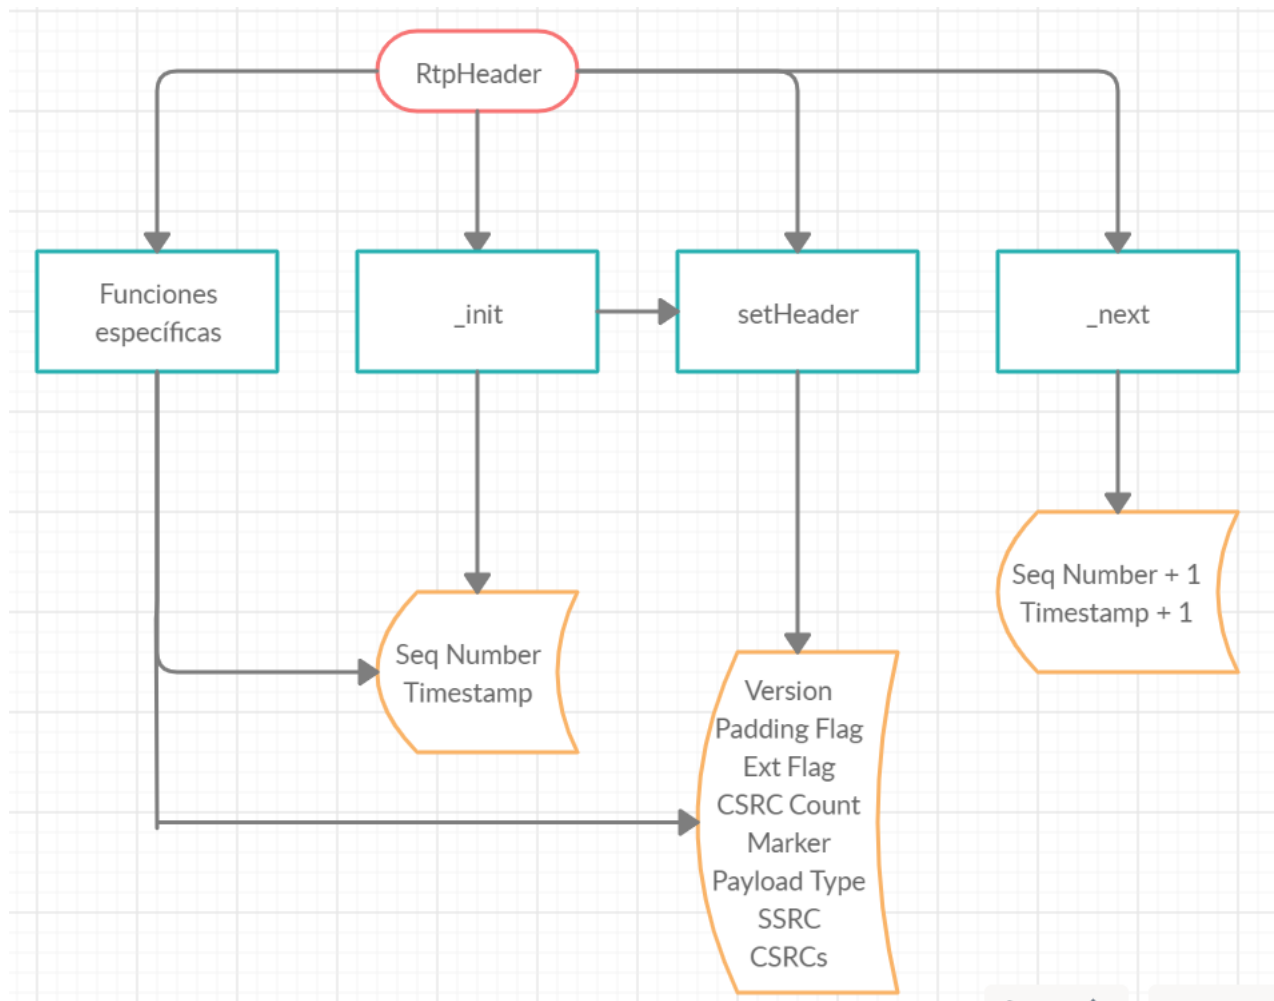 RtpHeader
Funciones
específicas
_init
setHeader
_next
Seq Number + 1
Timestamp + 1
Seq Number
Timestamp
Version
Padding Flag
Ext Flag
CSRC Count
Marker
Payload Type
SSRC
CSRCs